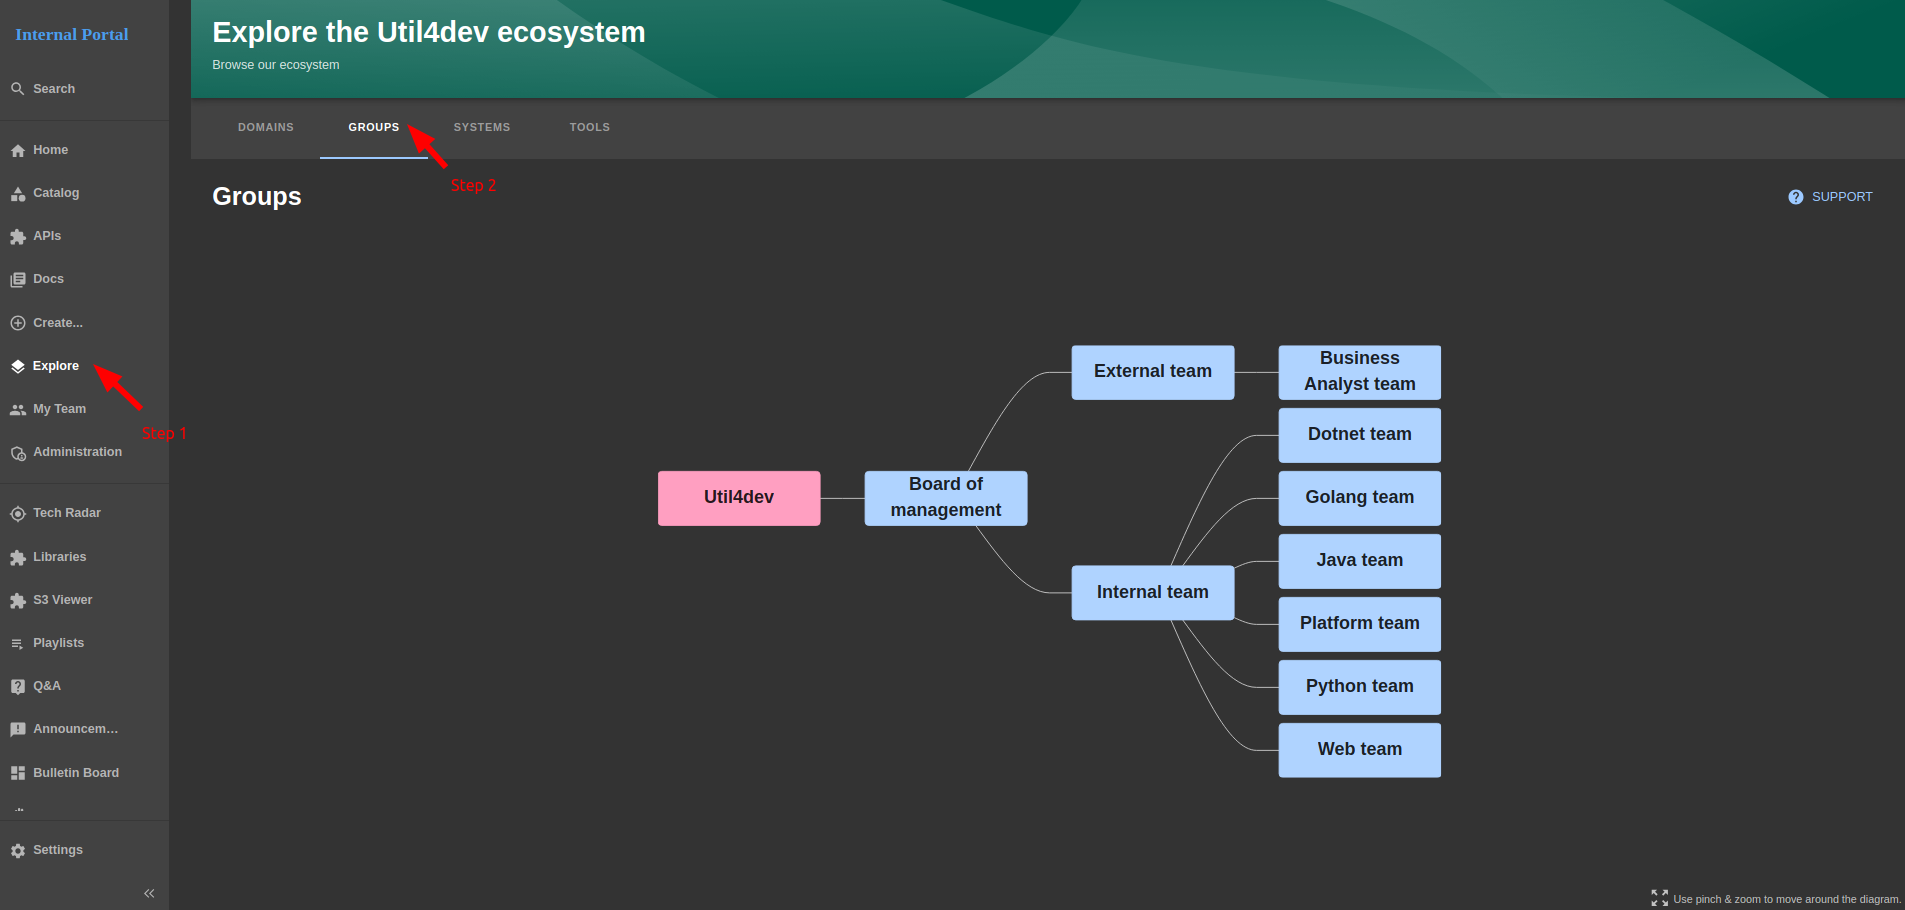 Internal Portal
Search
Home
Catalog
APIs
Docs
Create...
Explore
My Team
Administration
Tech Radar
Libraries
S3 Viewer
Playlists
Q&A
Announcem...
Bulletin Board
Settings
Step 1
Explore the Util4dev ecosystem
Browse our ecosystem
DOMAINS
GROUPS
SYSTEMS
TOOLS
Step 2
Groups
SUPPORT
Util4dev
Board of
management
External team
Internal team
Business
Analyst team
Dotnet team
Golang team
Java team
Platform team
Python team
Web team
Use pinch & zoom to move around the diagram.